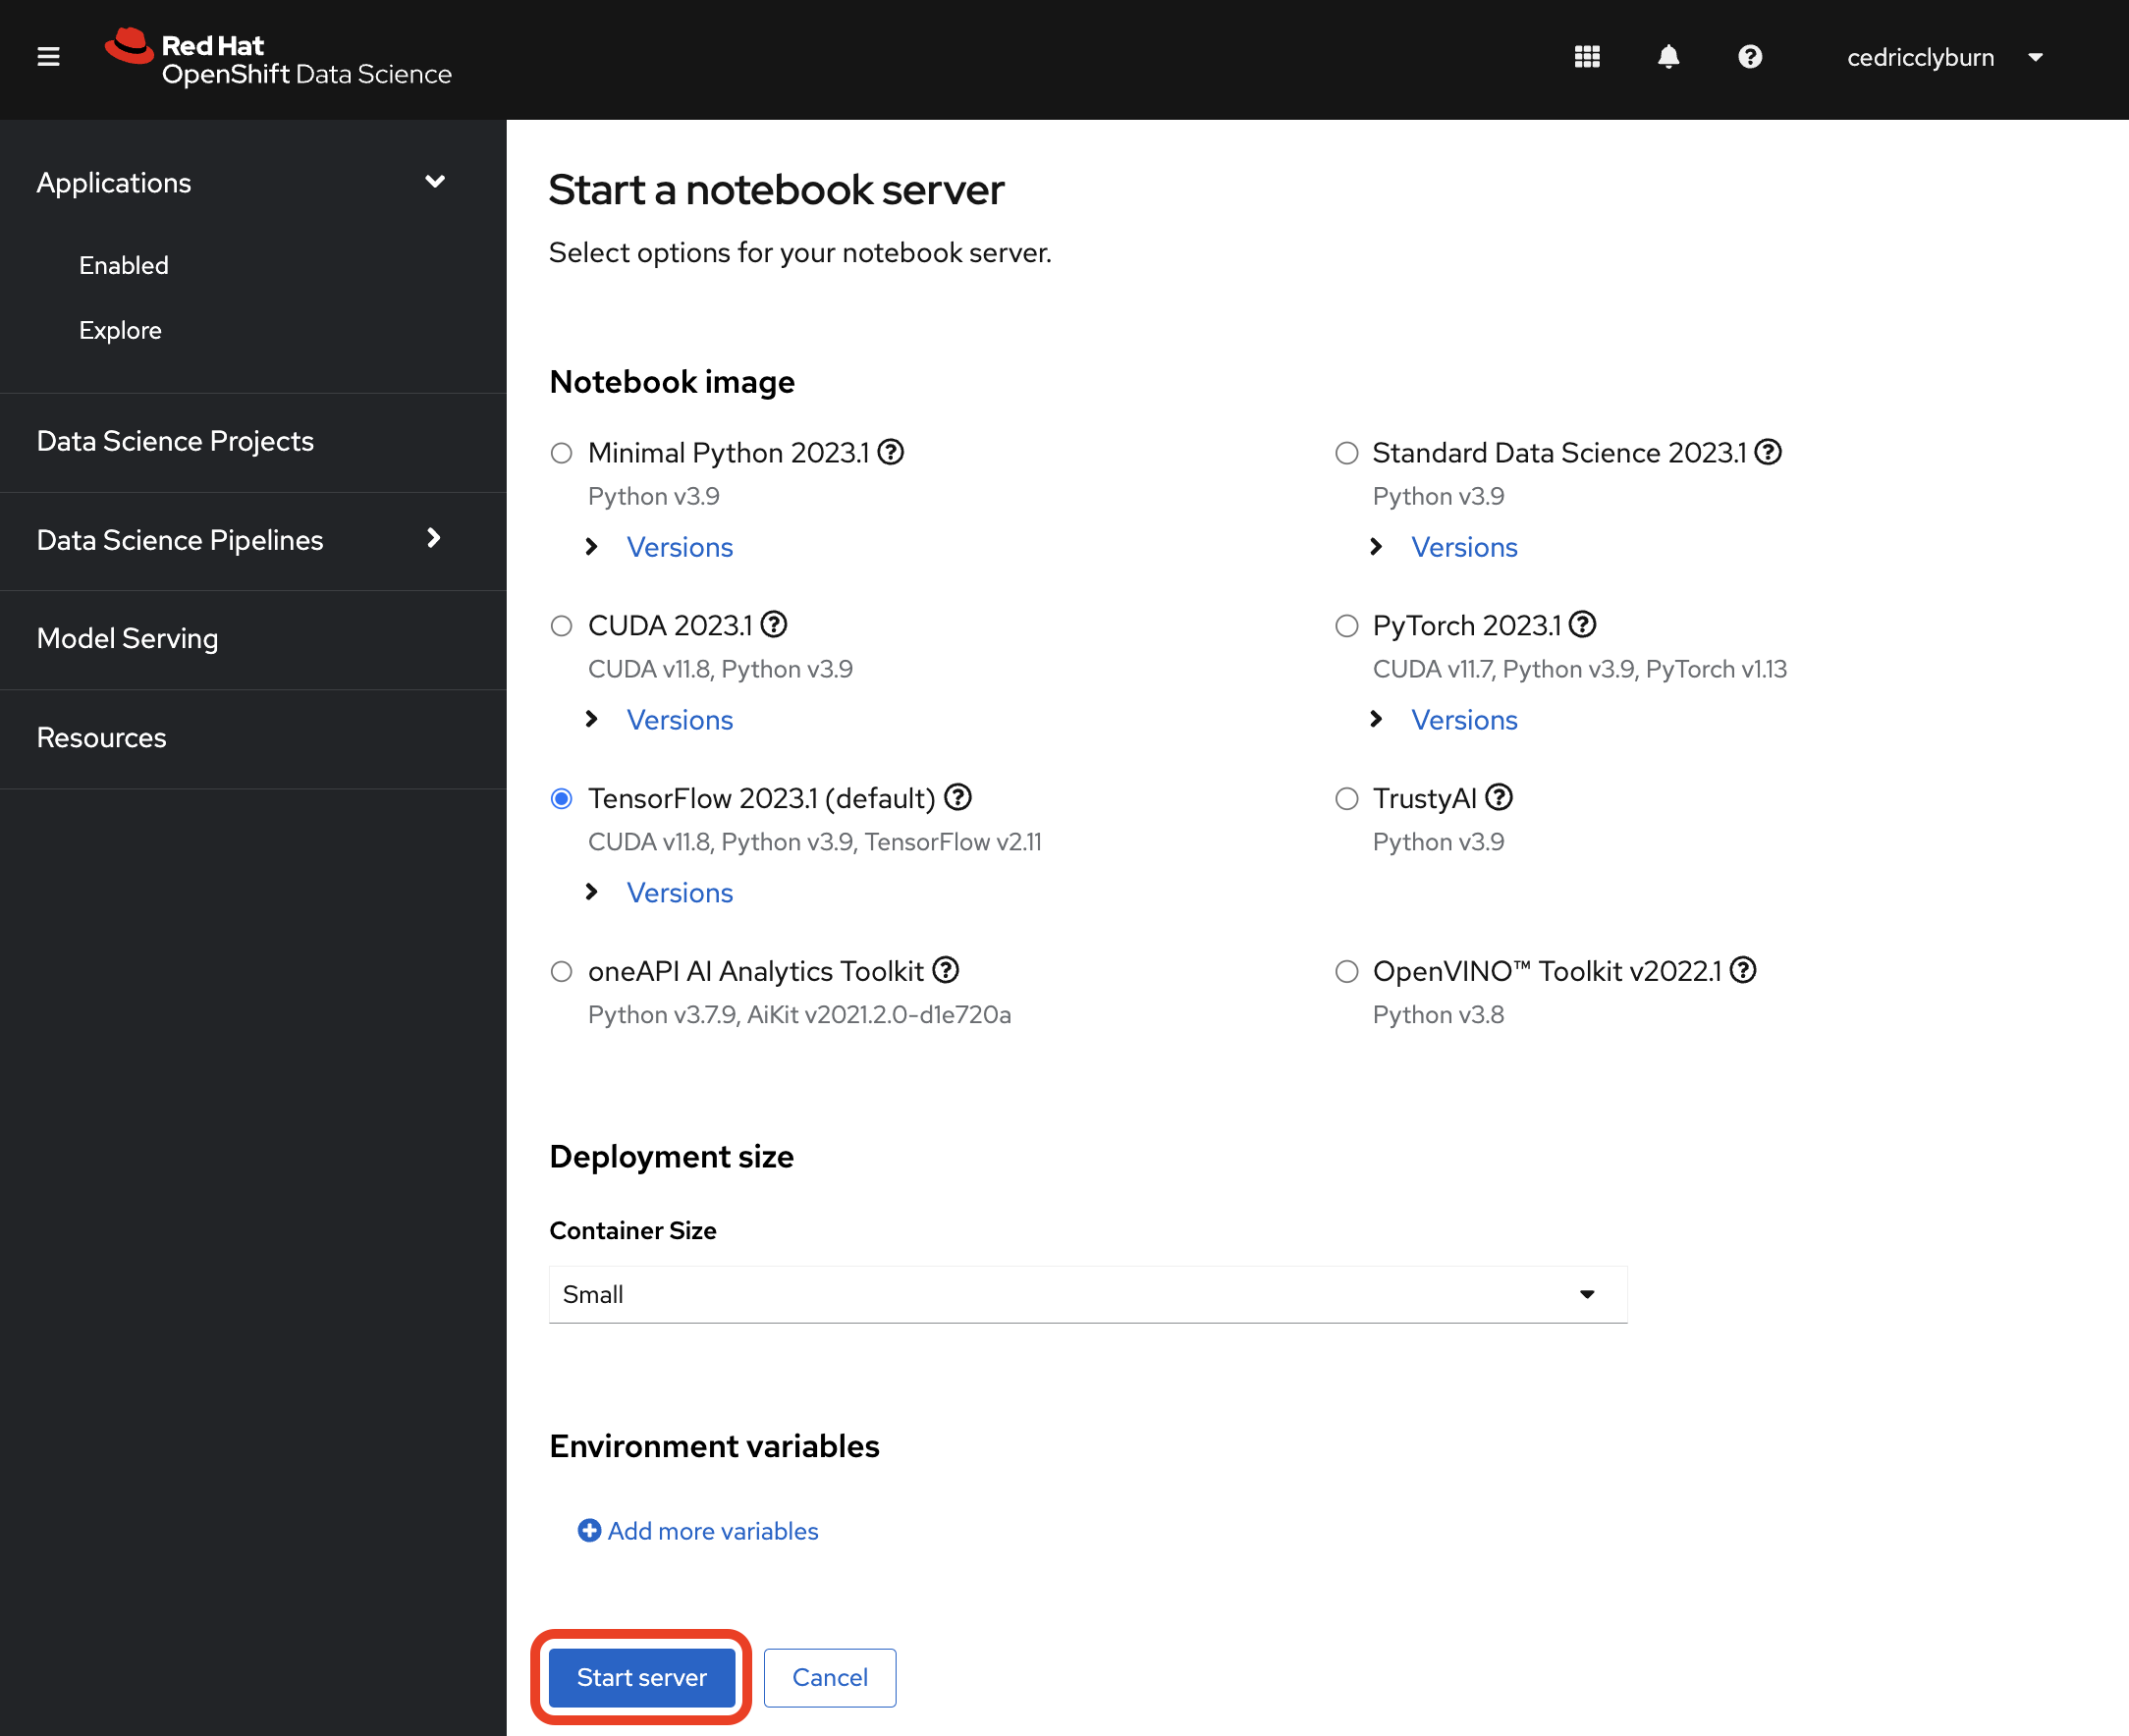 Red Hat
OpenShift Data Science
cedricclyburn
Applications
Enabled
Explore
Data Science Projects
Data Science Pipelines
Model Serving
Resources
Start a notebook server
Select options for your notebook server.
Notebook image
Minimal Python 2023.1
Python v3.9
Versions
Standard Data Science 2023.1
Python v3.9
Versions
CUDA 2023.1
CUDA v11.8, Python v3.9
Versions
PyTorch 2023.1
CUDA v11.7, Python v3.9, PyTorch v1.13
Versions
TensorFlow 2023.1 (default)
CUDA v11.8, Python v3.9, TensorFlow v2.11
Versions
TrustyAI
Python v3.9
oneAPI AI Analytics Toolkit
Python v3.7.9, AiKit v2021.2.0-d1e720a
OpenVINO™ Toolkit v2022.1
Python v3.8
Deployment size
Container Size
Small
Environment variables
Add more variables
Start server
Cancel